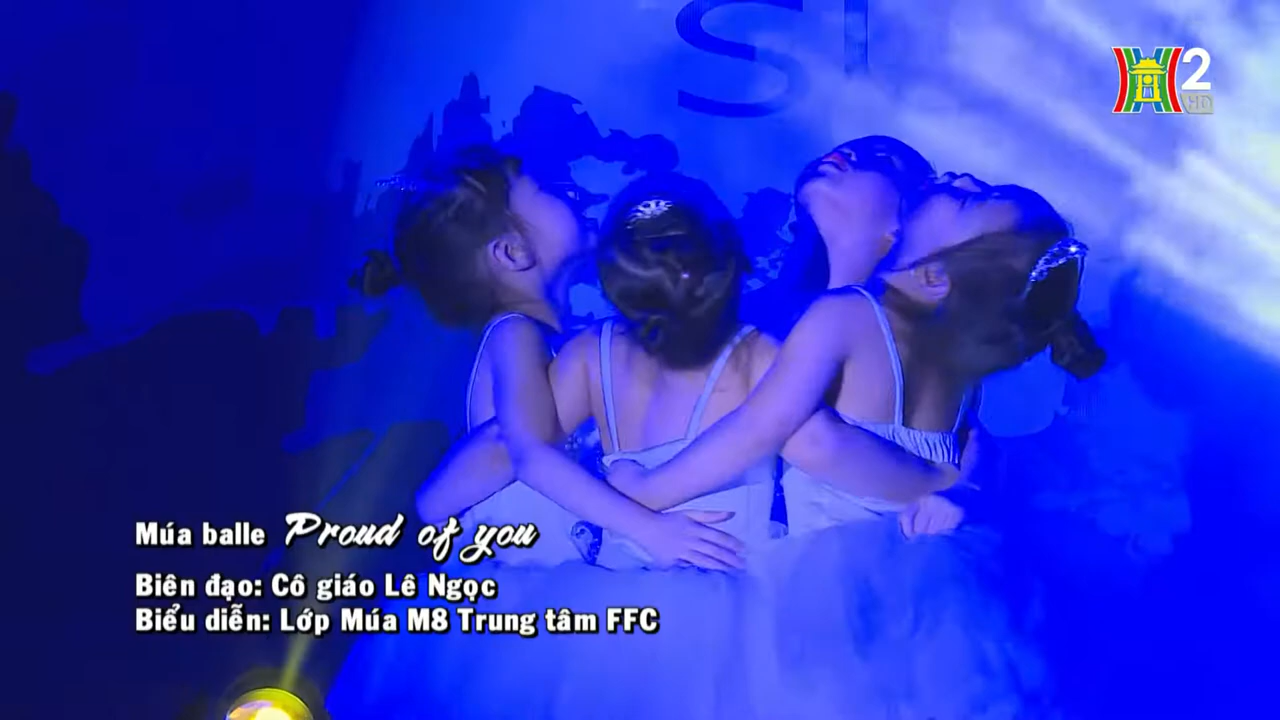 SI
2
HD
Múa balle Proud of you
Biên đạo: Cô giáo Lê Ngọc
Biểu diễn: Lớp Múa M8 Trung tâm FFC